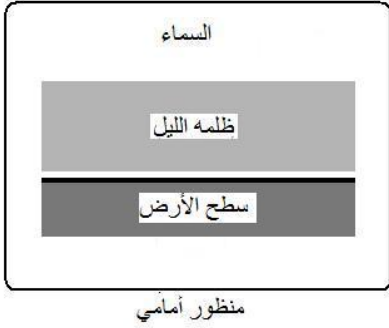 السماء
ظلمه الليل
سطح الأرض
منظور أمامي